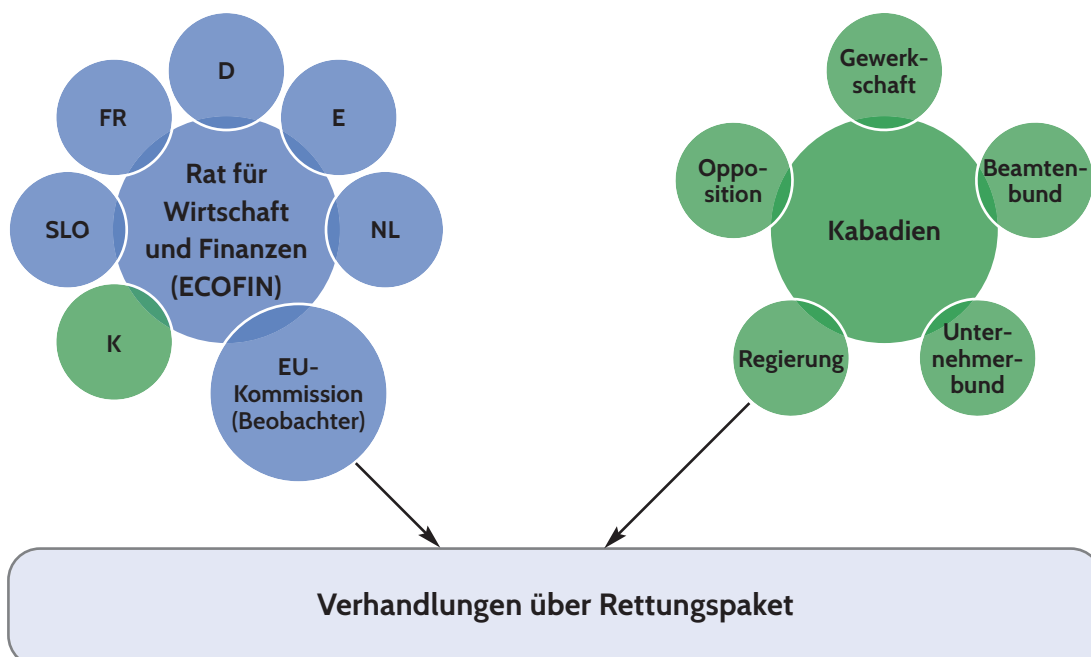 D
FR
E
Rat für
Wirtschaft
und Finanzen
(ECOFIN)
SLO
NL
K
EU-
Kommission
(Beobachter)
Gewerk-
schaft
Oppo-
sition
Beamten-
bund
Kabadien
Regierung
Unter-
nehmer-
bund
Verhandlungen über Rettungspaket